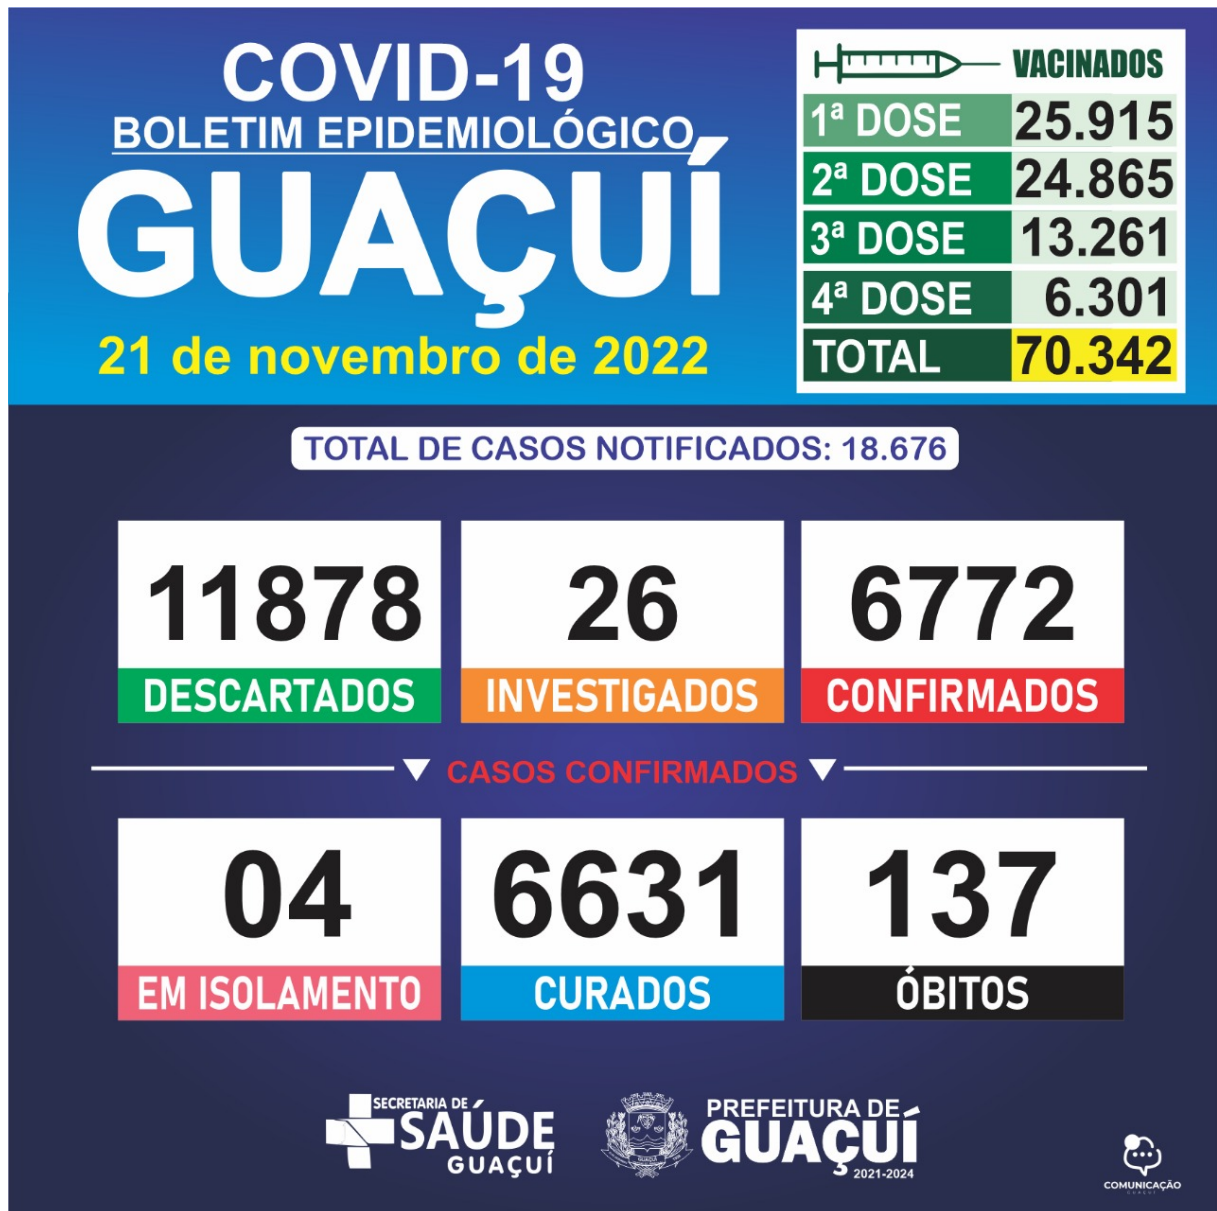 COVID-19
BOLETIM EPIDEMIOLÓGICO
GUAÇUÍ
21 de novembro de 2022
VACINADOS
1ª DOSE 25.915
2ª DOSE 24.865
3ª DOSE 13.261
4ª DOSE 6.301
TOTAL 70.342
TOTAL DE CASOS NOTIFICADOS: 18.676
11878
DESCARTADOS
26
INVESTIGADOS
6772
CONFIRMADOS
CASOS CONFIRMADOS
04
EM ISOLAMENTO
6631
CURADOS
137
ÓBITOS
SECRETARIA DE
SAÚDE
GUAÇUÍ
PREFEITURA DE
GUAÇUÍ
2021-2024
COMUNICAÇÃO